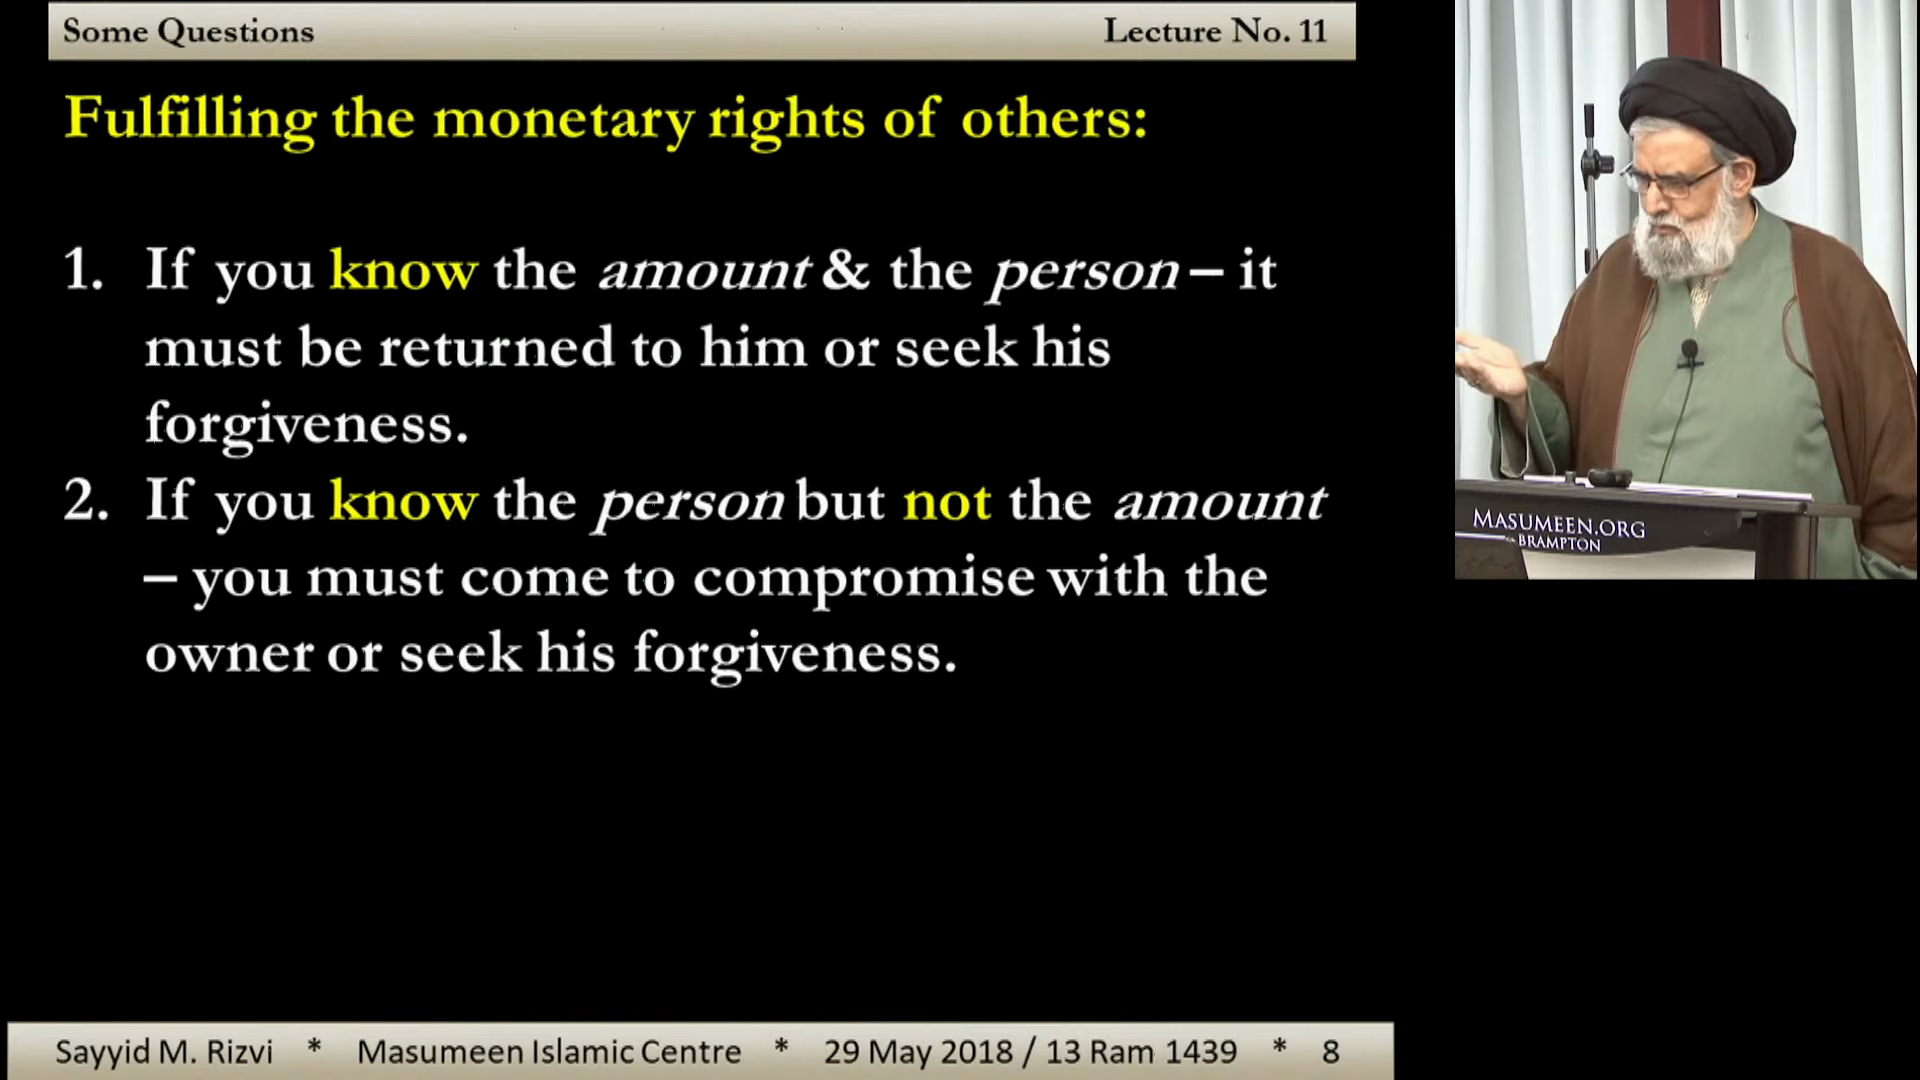 Some Questions
Lecture No. 11
Fulfilling the monetary rights of others:
1. If you know the amount & the person – it
must be returned to him or seek his
forgiveness.
2. If you know the person but not the amount
– you must come to compromise with the
owner or seek his forgiveness.
MASUMEEN.ORG
BRAMPTON
Sayyid M. Rizvi * Masumeen Islamic Centre * 29 May 2018 / 13 Ram 1439 * 8